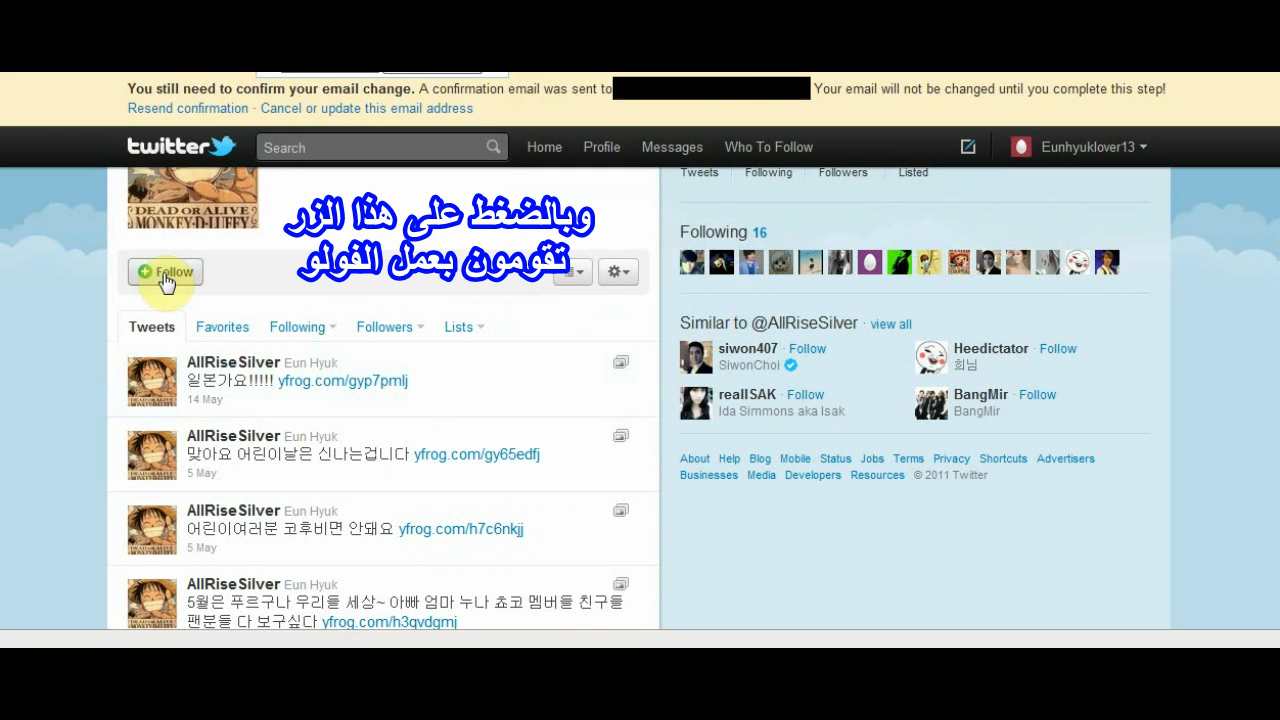 You still need to confirm your email change. A confirmation email was sent to Your email will not be changed until you complete this step!
Resend confirmation · Cancel or update this email address
twitter Search Home Profile Messages Who To Follow Eunhyuklover13
DEAD OR ALIVE
MONKEY·D·LUFFY
وبالضغط على هذا الزر
تقومون بعمل الفولو
Follow
Tweets Favorites Following Followers Lists
AllRiseSilver Eun Hyuk
일본가요!!!!! yfrog.com/gyp7pmlj
14 May
AllRiseSilver Eun Hyuk
맞아요 어린이날은 신나는겁니다 yfrog.com/gy65edfj
5 May
AllRiseSilver Eun Hyuk
어린이여러분 코후비면 안돼요 yfrog.com/h7c6nkjj
5 May
AllRiseSilver Eun Hyuk
5월은 푸르구나 우리들 세상~ 아빠 엄마 누나 쵸코 멤버들 친구들
팬분들 다 보구싶다 yfrog.com/h3qvdgmj
Tweets Following Followers Listed
Following 16
Similar to @AllRiseSilver · view all
siwon407 · Follow
SiwonChoi
Heedictator · Follow
희님
realISAK · Follow
Ida Simmons aka Isak
BangMir · Follow
BangMir
About Help Blog Mobile Status Jobs Terms Privacy Shortcuts Advertisers
Businesses Media Developers Resources © 2011 Twitter